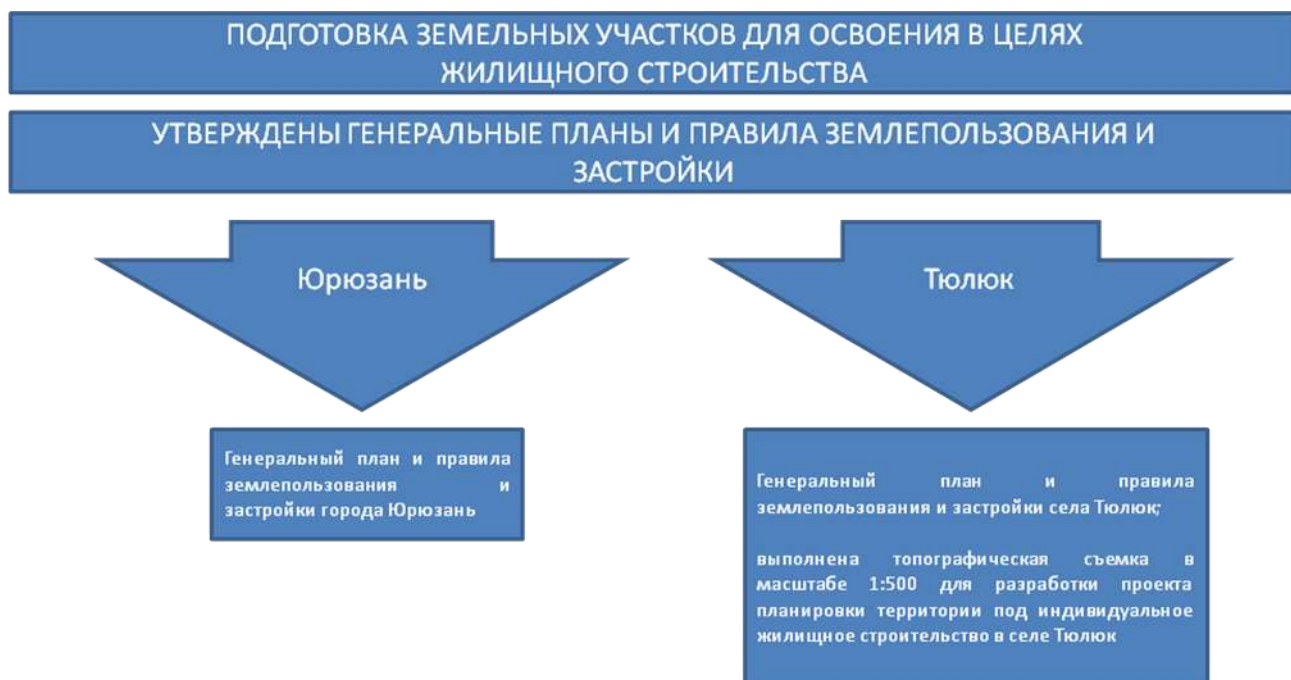 ПОДГОТОВКА ЗЕМЕЛЬНЫХ УЧАСТКОВ ДЛЯ ОСВОЕНИЯ В ЦЕЛЯХ
ЖИЛИЩНОГО СТРОИТЕЛЬСТВА
УТВЕРЖДЕНЫ ГЕНЕРАЛЬНЫЕ ПЛАНЫ И ПРАВИЛА ЗЕМЛЕПОЛЬЗОВАНИЯ И
ЗАСТРОЙКИ
Юрюзань
Генеральный план и правила
землепользования и
застройки города Юрюзань
Тюлюк
Генеральный план и правила
землепользования и застройки села Тюлюк;
выполнена топографическая съемка в
масштабе 1:500 для разработки проекта
планировки территории под индивидуальное
жилищное строительство в селе Тюлюк